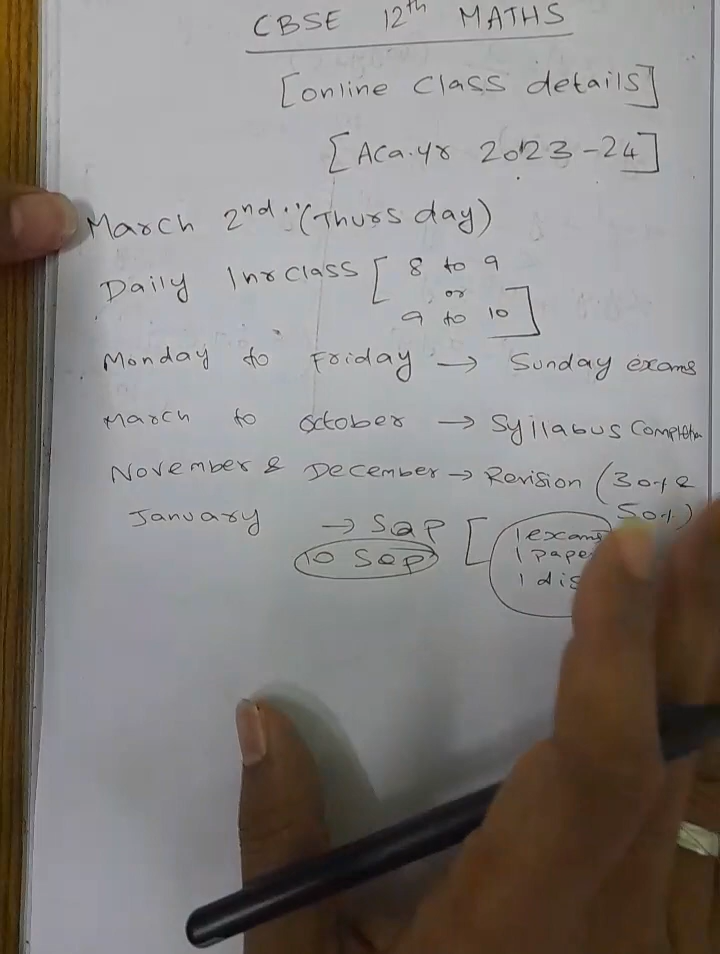 CBSE 12th MATHS
[online class details]
[Aca.yr 2023-24]
March 2nd. (Thursday)
Daily 1hr class [8 to 9
or
9 to 10]
Monday to Friday → Sunday exams
March to october → Syllabus Completion
November & December → Revision (30% &
50%)
January → SQP [1 exams
10 SQP 1 pape
1 dis